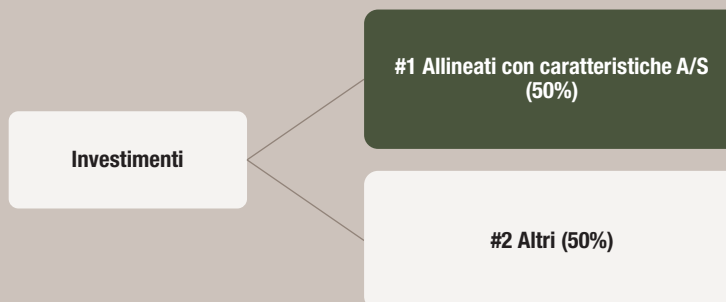 #1 Allineati con caratteristiche A/S
(50%)
Investimenti
#2 Altri (50%)